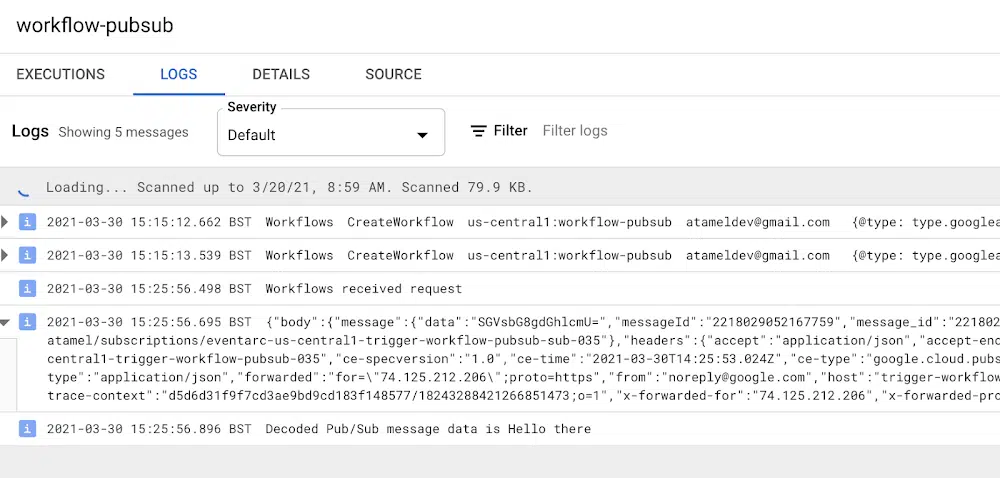 workflow-pubsub
EXECUTIONS LOGS DETAILS SOURCE
Severity
Logs Showing 5 messages Default Filter Filter logs
Loading... Scanned up to 3/20/21, 8:59 AM. Scanned 79.9 KB.
i 2021-03-30 15:15:12.662 BST Workflows CreateWorkflow us-central1:workflow-pubsub atameldev@gmail.com {@type: type.googlea
i 2021-03-30 15:15:13.539 BST Workflows CreateWorkflow us-central1:workflow-pubsub atameldev@gmail.com {@type: type.googlea
i 2021-03-30 15:25:56.498 BST Workflows received request
i 2021-03-30 15:25:56.695 BST {"body":{"message":{"data":"SGVsbG8gdGhlcmU=","messageId":"2218029052167759","message_id":"221802
atamel/subscriptions/eventarc-us-central1-trigger-workflow-pubsub-sub-035"},"headers":{"accept":"application/json","accept-enc
central1-trigger-workflow-pubsub-035","ce-specversion":"1.0","ce-time":"2021-03-30T14:25:53.024Z","ce-type":"google.cloud.pubs
type":"application/json","forwarded":"for=\"74.125.212.206\";proto=https","from":"noreply@google.com","host":"trigger-workflow
trace-context":"d5d6d31f9f7cd3ae9bd9cd183f148577/18243288421266851473;o=1","x-forwarded-for":"74.125.212.206","x-forwarded-pro
i 2021-03-30 15:25:56.896 BST Decoded Pub/Sub message data is Hello there